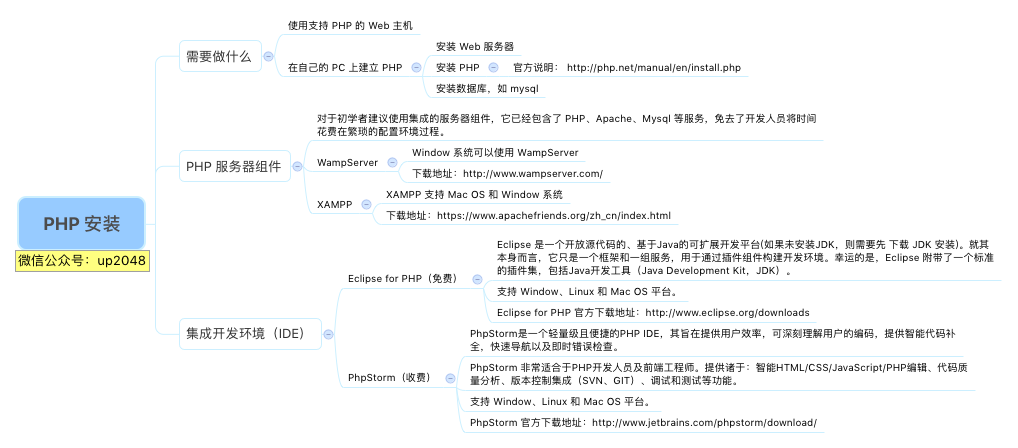 PHP 安装
微信公众号：up2048
需要做什么
使用支持 PHP 的 Web 主机
在自己的 PC 上建立 PHP
安装 Web 服务器
安装 PHP
官方说明： http://php.net/manual/en/install.php
安装数据库，如 mysql
PHP 服务器组件
对于初学者建议使用集成的服务器组件，它已经包含了 PHP、Apache、Mysql 等服务，免去了开发人员将时间
花费在繁琐的配置环境过程。
WampServer
Window 系统可以使用 WampServer
下载地址：http://www.wampserver.com/
XAMPP
XAMPP 支持 Mac OS 和 Window 系统
下载地址：https://www.apachefriends.org/zh_cn/index.html
集成开发环境（IDE）
Eclipse for PHP（免费）
Eclipse 是一个开放源代码的、基于Java的可扩展开发平台(如果未安装JDK，则需要先 下载 JDK 安装)。就其
本身而言，它只是一个框架和一组服务，用于通过插件组件构建开发环境。幸运的是，Eclipse 附带了一个标准
的插件集，包括Java开发工具（Java Development Kit，JDK）。
支持 Window、Linux 和 Mac OS 平台。
Eclipse for PHP 官方下载地址：http://www.eclipse.org/downloads
PhpStorm（收费）
PhpStorm是一个轻量级且便捷的PHP IDE，其旨在提供用户效率，可深刻理解用户的编码，提供智能代码补
全，快速导航以及即时错误检查。
PhpStorm 非常适合于PHP开发人员及前端工程师。提供诸于：智能HTML/CSS/JavaScript/PHP编辑、代码质
量分析、版本控制集成（SVN、GIT）、调试和测试等功能。
支持 Window、Linux 和 Mac OS 平台。
PhpStorm 官方下载地址：http://www.jetbrains.com/phpstorm/download/